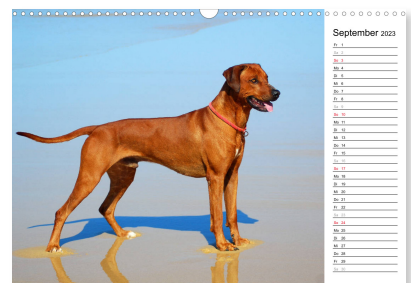 September 2023
Fr 1
Sa 2
So 3
Mo 4
Di 5
Mi 6
Do 7
Fr 8
Sa 9
So 10
Mo 11
Di 12
Mi 13
Do 14
Fr 15
Sa 16
So 17
Mo 18
Di 19
Mi 20
Do 21
Fr 22
Sa 23
So 24
Mo 25
Di 26
Mi 27
Do 28
Fr 29
Sa 30